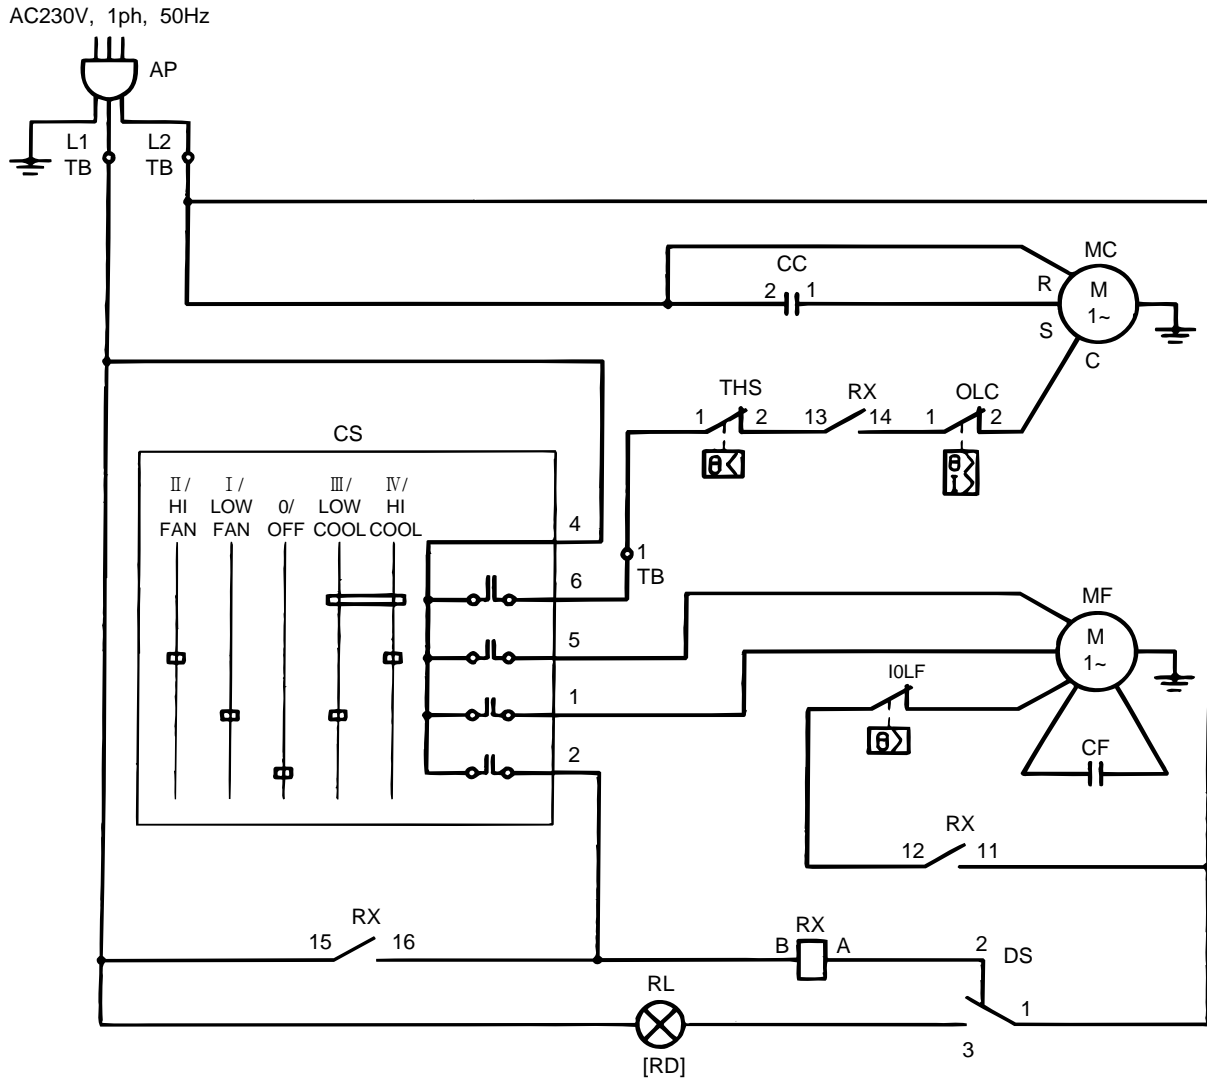 AC230V, 1ph, 50Hz
AP
L1
TB
L2
TB
MC
CC
2 1
R
M
1~
S
C
THS
1 2
RX
13 14
OLC
1 2
θ<
θ>
I>
CS
Ⅱ/
HI
FAN
Ⅰ/
LOW
FAN
0/
OFF
Ⅲ/
LOW
COOL
Ⅳ/
HI
COOL
4
6
5
1
2
1
TB
MF
M
1~
I0LF
θ>
CF
RX
12 11
RX
15 16
RX
B A
2
DS
1
3
RL
[RD]